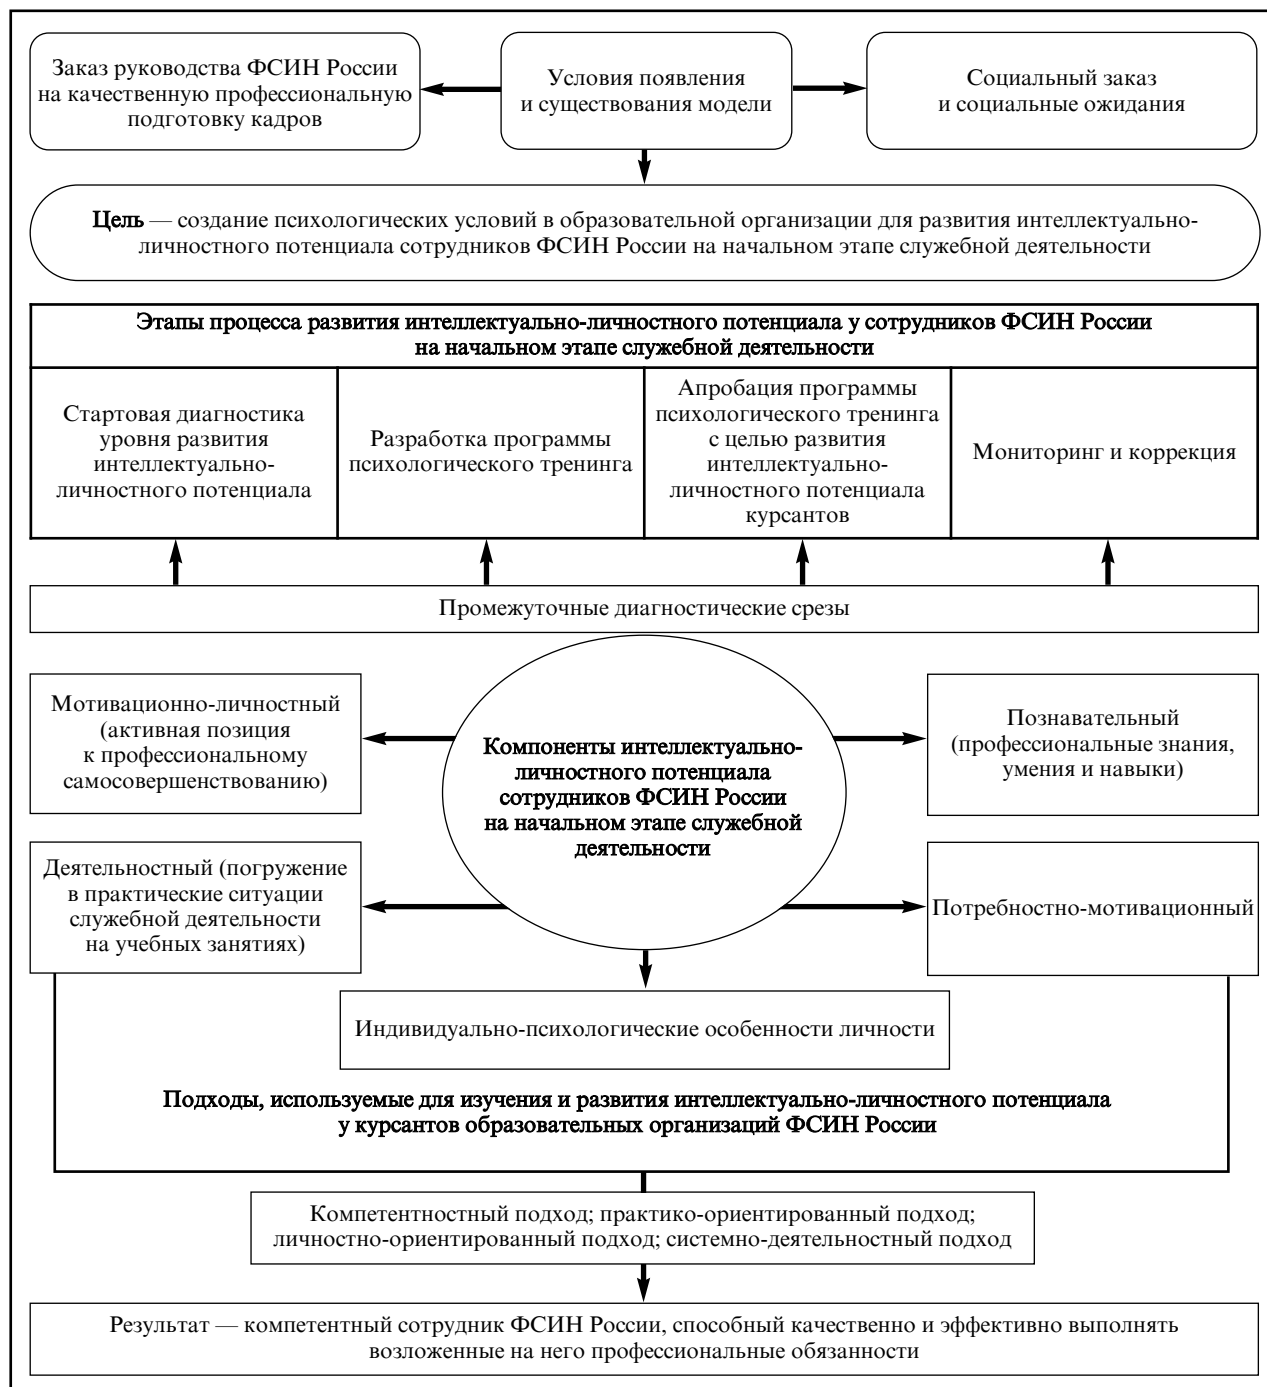 Заказ руководства ФСИН России
на качественную профессиональную
подготовку кадров
Условия появления
и существования модели
Социальный заказ
и социальные ожидания
Цель — создание психологических условий в образовательной организации для развития интеллектуально-
личностного потенциала сотрудников ФСИН России на начальном этапе служебной деятельности
Этапы процесса развития интеллектуально-личностного потенциала у сотрудников ФСИН России
на начальном этапе служебной деятельности
Стартовая диагностика
уровня развития
интеллектуально-
личностного потенциала
Разработка программы
психологического тренинга
Апробация программы
психологического тренинга
с целью развития
интеллектуально-
личностного потенциала
курсантов
Мониторинг и коррекция
Промежуточные диагностические срезы
Мотивационно-личностный
(активная позиция
к профессиональному
самосовершенствованию)
Компоненты интеллектуально-
личностного потенциала
сотрудников ФСИН России
на начальном этапе служебной
деятельности
Познавательный
(профессиональные знания,
умения и навыки)
Деятельностный (погружение
в практические ситуации
служебной деятельности
на учебных занятиях)
Потребностно-мотивационный
Индивидуально-психологические особенности личности
Подходы, используемые для изучения и развития интеллектуально-личностного потенциала
у курсантов образовательных организаций ФСИН России
Компетентностный подход; практико-ориентированный подход;
личностно-ориентированный подход; системно-деятельностный подход
Результат — компетентный сотрудник ФСИН России, способный качественно и эффективно выполнять
возложенные на него профессиональные обязанности